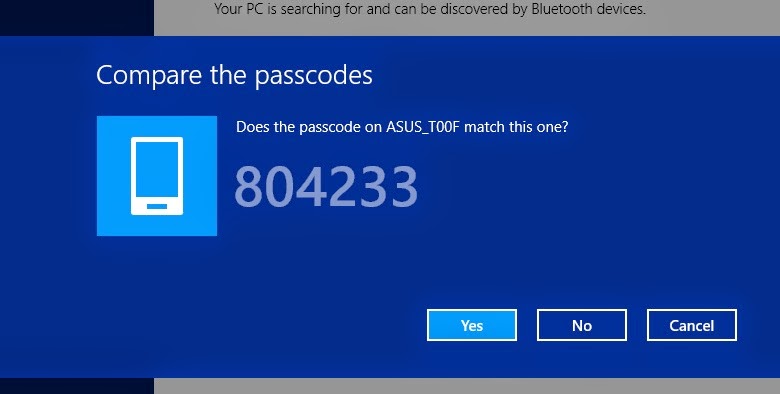 Your PC is searching for and can be discovered by Bluetooth devices.
Compare the passcodes
Does the passcode on ASUS_T00F match this one?
804233
Yes No Cancel